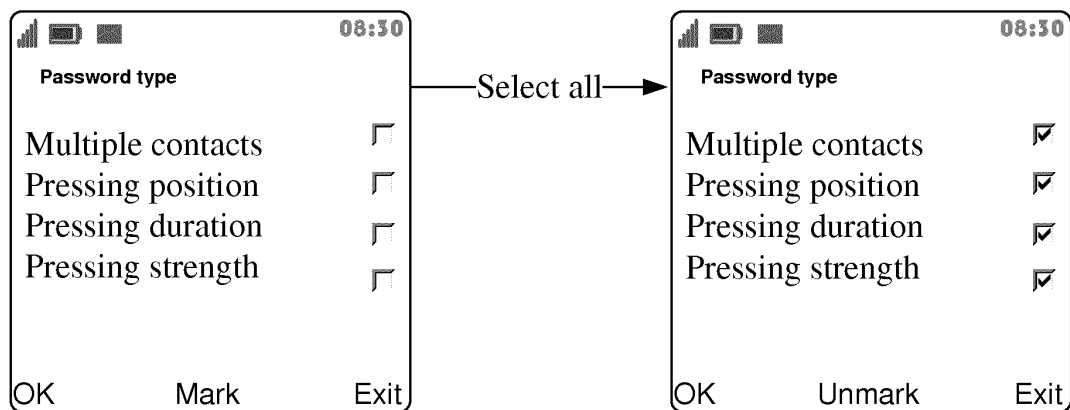 08:30
Password type
Multiple contacts
Pressing position
Pressing duration
Pressing strength
OK Mark Exit
Select all
08:30
Password type
Multiple contacts
Pressing position
Pressing duration
Pressing strength
OK Unmark Exit